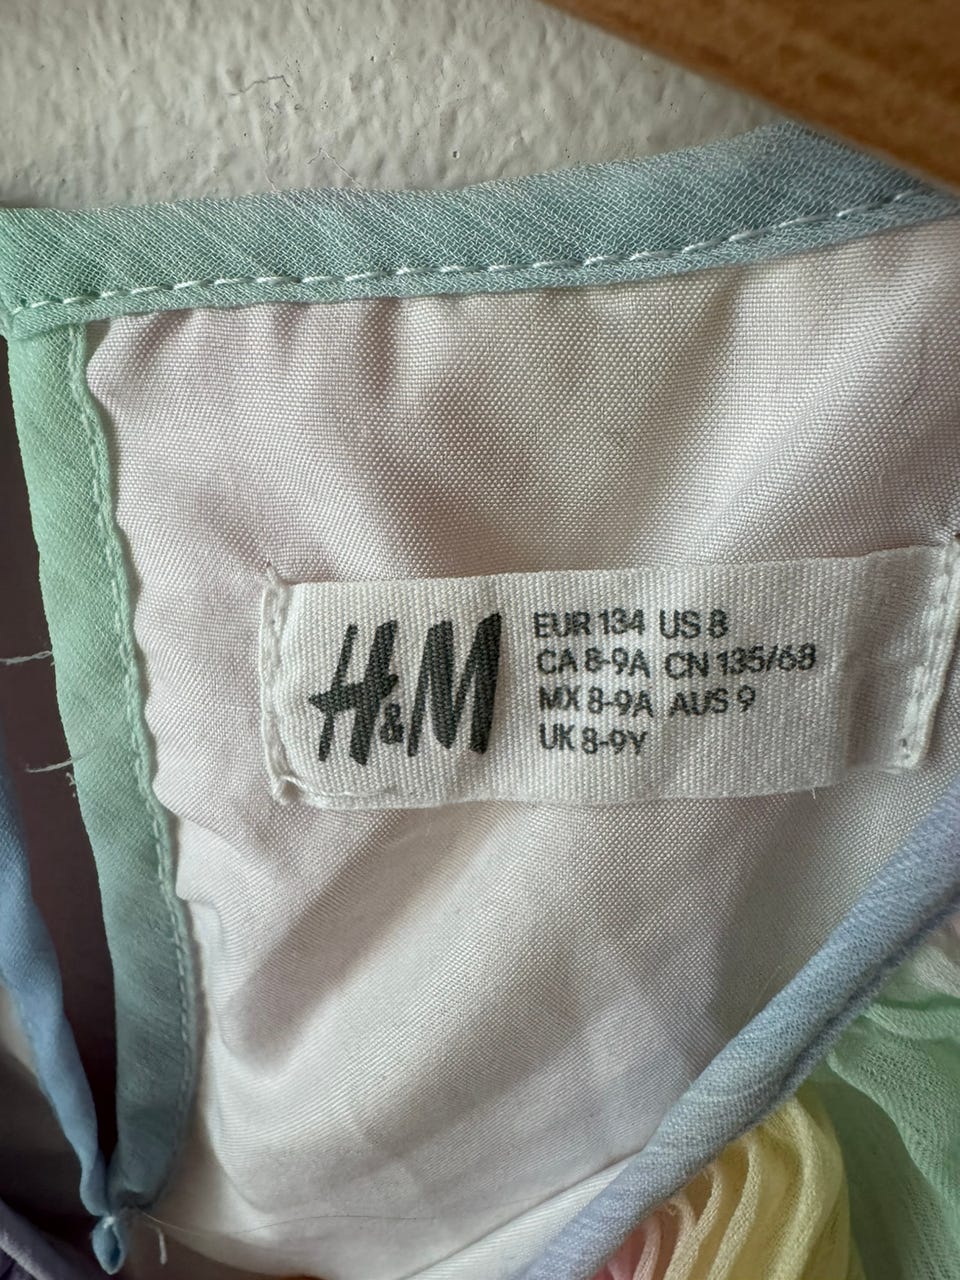 H&M
EUR 134 US 8
CA 8-9A CN 135/68
MX 8-9A AUS 9
UK 8-9Y